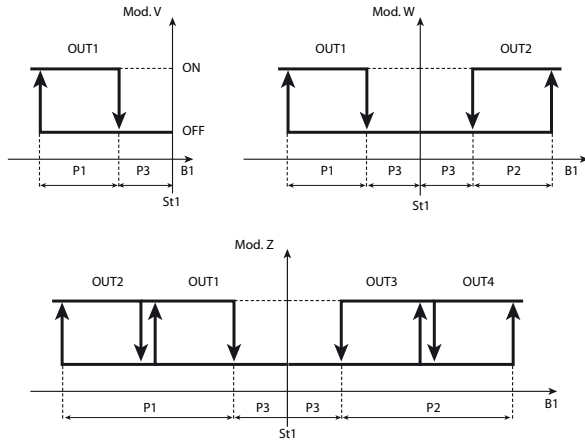 Mod. V
Mod. W
OUT1
OUT1
OUT2
ON
OFF
P1
P3
B1
P1
P3
P3
P2
B1
St1
St1
Mod. Z
OUT2
OUT1
OUT3
OUT4
P1
P3
P3
P2
B1
St1